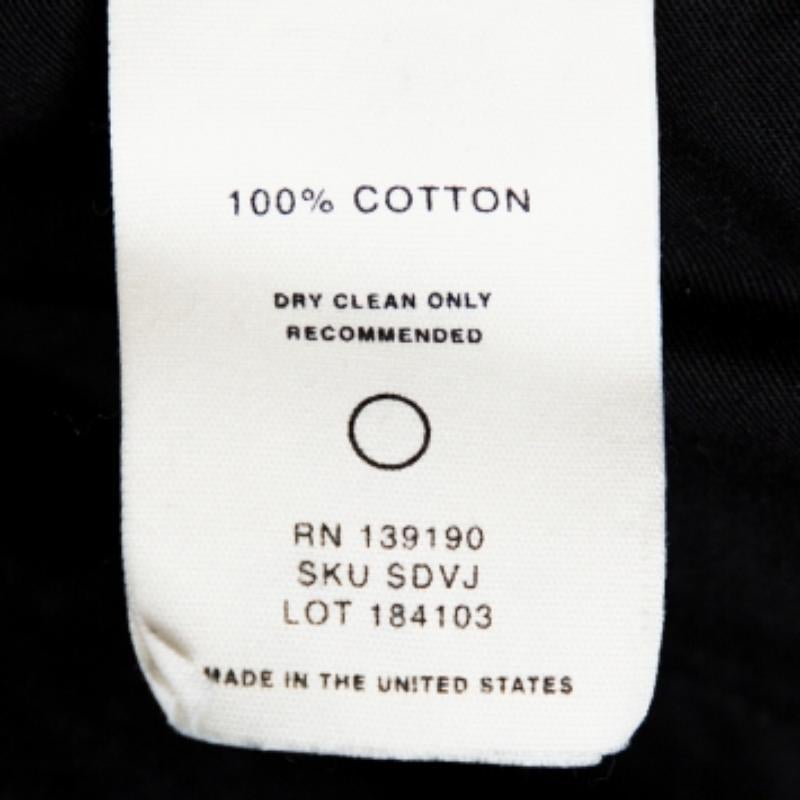 100% COTTON
DRY CLEAN ONLY
RECOMMENDED
RN 139190
SKU SDVJ
LOT 184103
MADE IN THE UNITED STATES